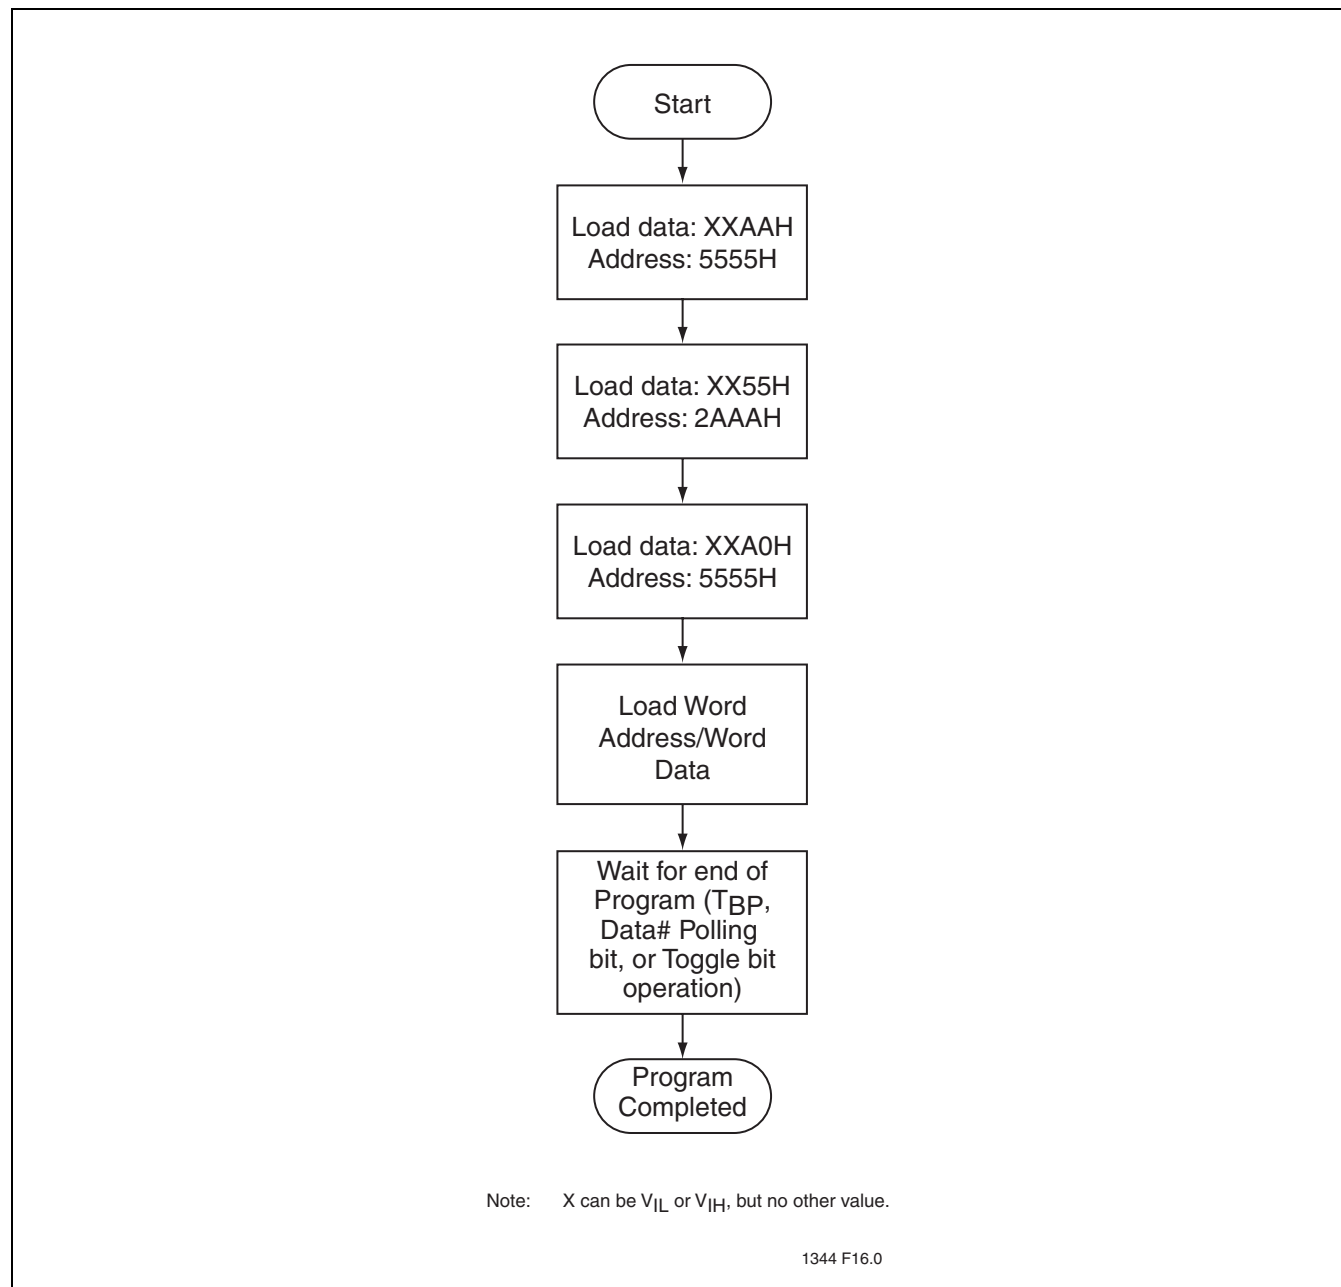 Start
Load data: XXAAH
Address: 5555H
Load data: XX55H
Address: 2AAAH
Load data: XXA0H
Address: 5555H
Load Word
Address/Word
Data
Wait for end of
Program (TBP,
Data# Polling
bit, or Toggle bit
operation)
Program
Completed
Note: X can be VIL or VIH, but no other value.
1344 F16.0